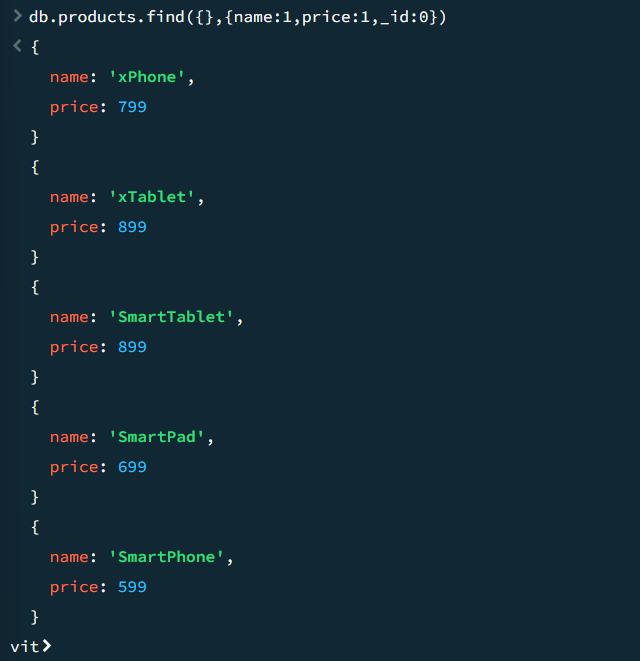 > db.products.find({},{name:1,price:1,_id:0})
< {
name: 'xPhone',
price: 799
}
{
name: 'xTablet',
price: 899
}
{
name: 'SmartTablet',
price: 899
}
{
name: 'SmartPad',
price: 699
}
{
name: 'SmartPhone',
price: 599
}
vit>